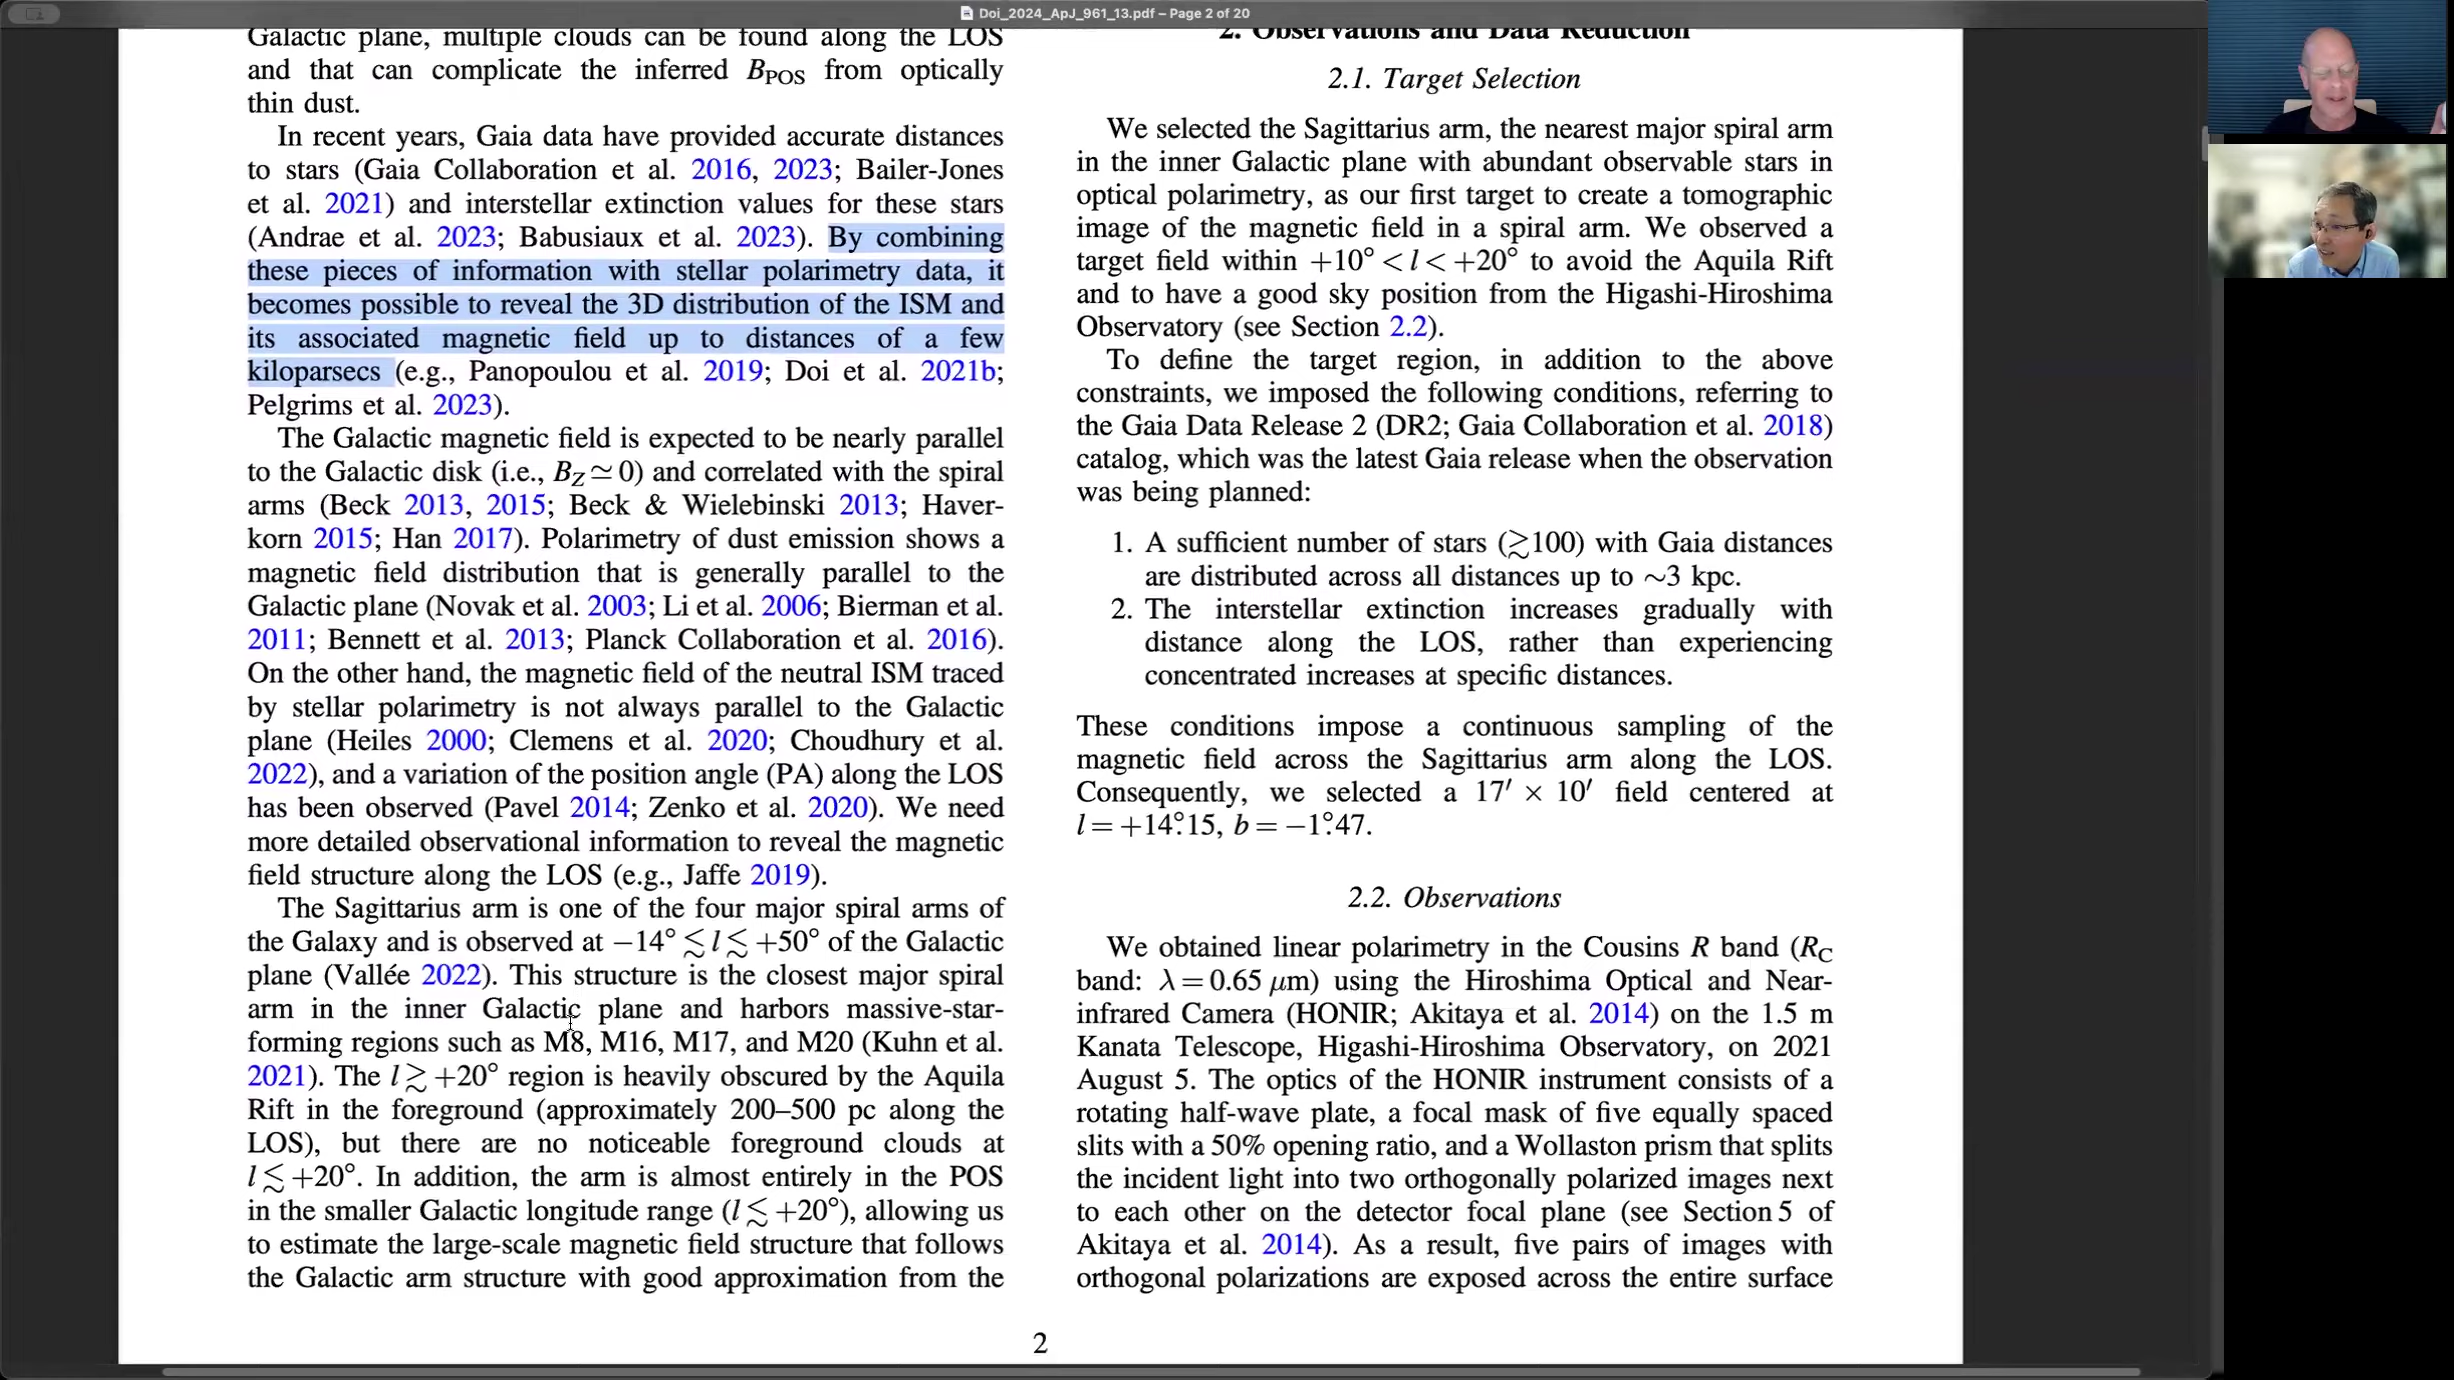 Doi_2024_ApJ_961_13.pdf – Page 2 of 20
Galactic plane, multiple clouds can be found along the LOS
and that can complicate the inferred BPOS from optically
thin dust.
In recent years, Gaia data have provided accurate distances
to stars (Gaia Collaboration et al. 2016, 2023; Bailer-Jones
et al. 2021) and interstellar extinction values for these stars
(Andrae et al. 2023; Babusiaux et al. 2023). By combining
these pieces of information with stellar polarimetry data, it
becomes possible to reveal the 3D distribution of the ISM and
its associated magnetic field up to distances of a few
kiloparsecs (e.g., Panopoulou et al. 2019; Doi et al. 2021b;
Pelgrims et al. 2023).
The Galactic magnetic field is expected to be nearly parallel
to the Galactic disk (i.e., BZ ≃ 0) and correlated with the spiral
arms (Beck 2013, 2015; Beck & Wielebinski 2013; Haver-
korn 2015; Han 2017). Polarimetry of dust emission shows a
magnetic field distribution that is generally parallel to the
Galactic plane (Novak et al. 2003; Li et al. 2006; Bierman et al.
2011; Bennett et al. 2013; Planck Collaboration et al. 2016).
On the other hand, the magnetic field of the neutral ISM traced
by stellar polarimetry is not always parallel to the Galactic
plane (Heiles 2000; Clemens et al. 2020; Choudhury et al.
2022), and a variation of the position angle (PA) along the LOS
has been observed (Pavel 2014; Zenko et al. 2020). We need
more detailed observational information to reveal the magnetic
field structure along the LOS (e.g., Jaffe 2019).
The Sagittarius arm is one of the four major spiral arms of
the Galaxy and is observed at −14° ≲ l ≲ +50° of the Galactic
plane (Vallée 2022). This structure is the closest major spiral
arm in the inner Galactic plane and harbors massive-star-
forming regions such as M8, M16, M17, and M20 (Kuhn et al.
2021). The l ≳ +20° region is heavily obscured by the Aquila
Rift in the foreground (approximately 200–500 pc along the
LOS), but there are no noticeable foreground clouds at
l ≲ +20°. In addition, the arm is almost entirely in the POS
in the smaller Galactic longitude range (l ≲ +20°), allowing us
to estimate the large-scale magnetic field structure that follows
the Galactic arm structure with good approximation from the
2. Observations and Data Reduction
2.1. Target Selection
We selected the Sagittarius arm, the nearest major spiral arm
in the inner Galactic plane with abundant observable stars in
optical polarimetry, as our first target to create a tomographic
image of the magnetic field in a spiral arm. We observed a
target field within +10° < l < +20° to avoid the Aquila Rift
and to have a good sky position from the Higashi-Hiroshima
Observatory (see Section 2.2).
To define the target region, in addition to the above
constraints, we imposed the following conditions, referring to
the Gaia Data Release 2 (DR2; Gaia Collaboration et al. 2018)
catalog, which was the latest Gaia release when the observation
was being planned:
1. A sufficient number of stars (≳100) with Gaia distances
are distributed across all distances up to ∼3 kpc.
2. The interstellar extinction increases gradually with
distance along the LOS, rather than experiencing
concentrated increases at specific distances.
These conditions impose a continuous sampling of the
magnetic field across the Sagittarius arm along the LOS.
Consequently, we selected a 17′ × 10′ field centered at
l = +14°.15, b = −1°.47.
2.2. Observations
We obtained linear polarimetry in the Cousins R band (RC
band: λ = 0.65 μm) using the Hiroshima Optical and Near-
infrared Camera (HONIR; Akitaya et al. 2014) on the 1.5 m
Kanata Telescope, Higashi-Hiroshima Observatory, on 2021
August 5. The optics of the HONIR instrument consists of a
rotating half-wave plate, a focal mask of five equally spaced
slits with a 50% opening ratio, and a Wollaston prism that splits
the incident light into two orthogonally polarized images next
to each other on the detector focal plane (see Section 5 of
Akitaya et al. 2014). As a result, five pairs of images with
orthogonal polarizations are exposed across the entire surface
2